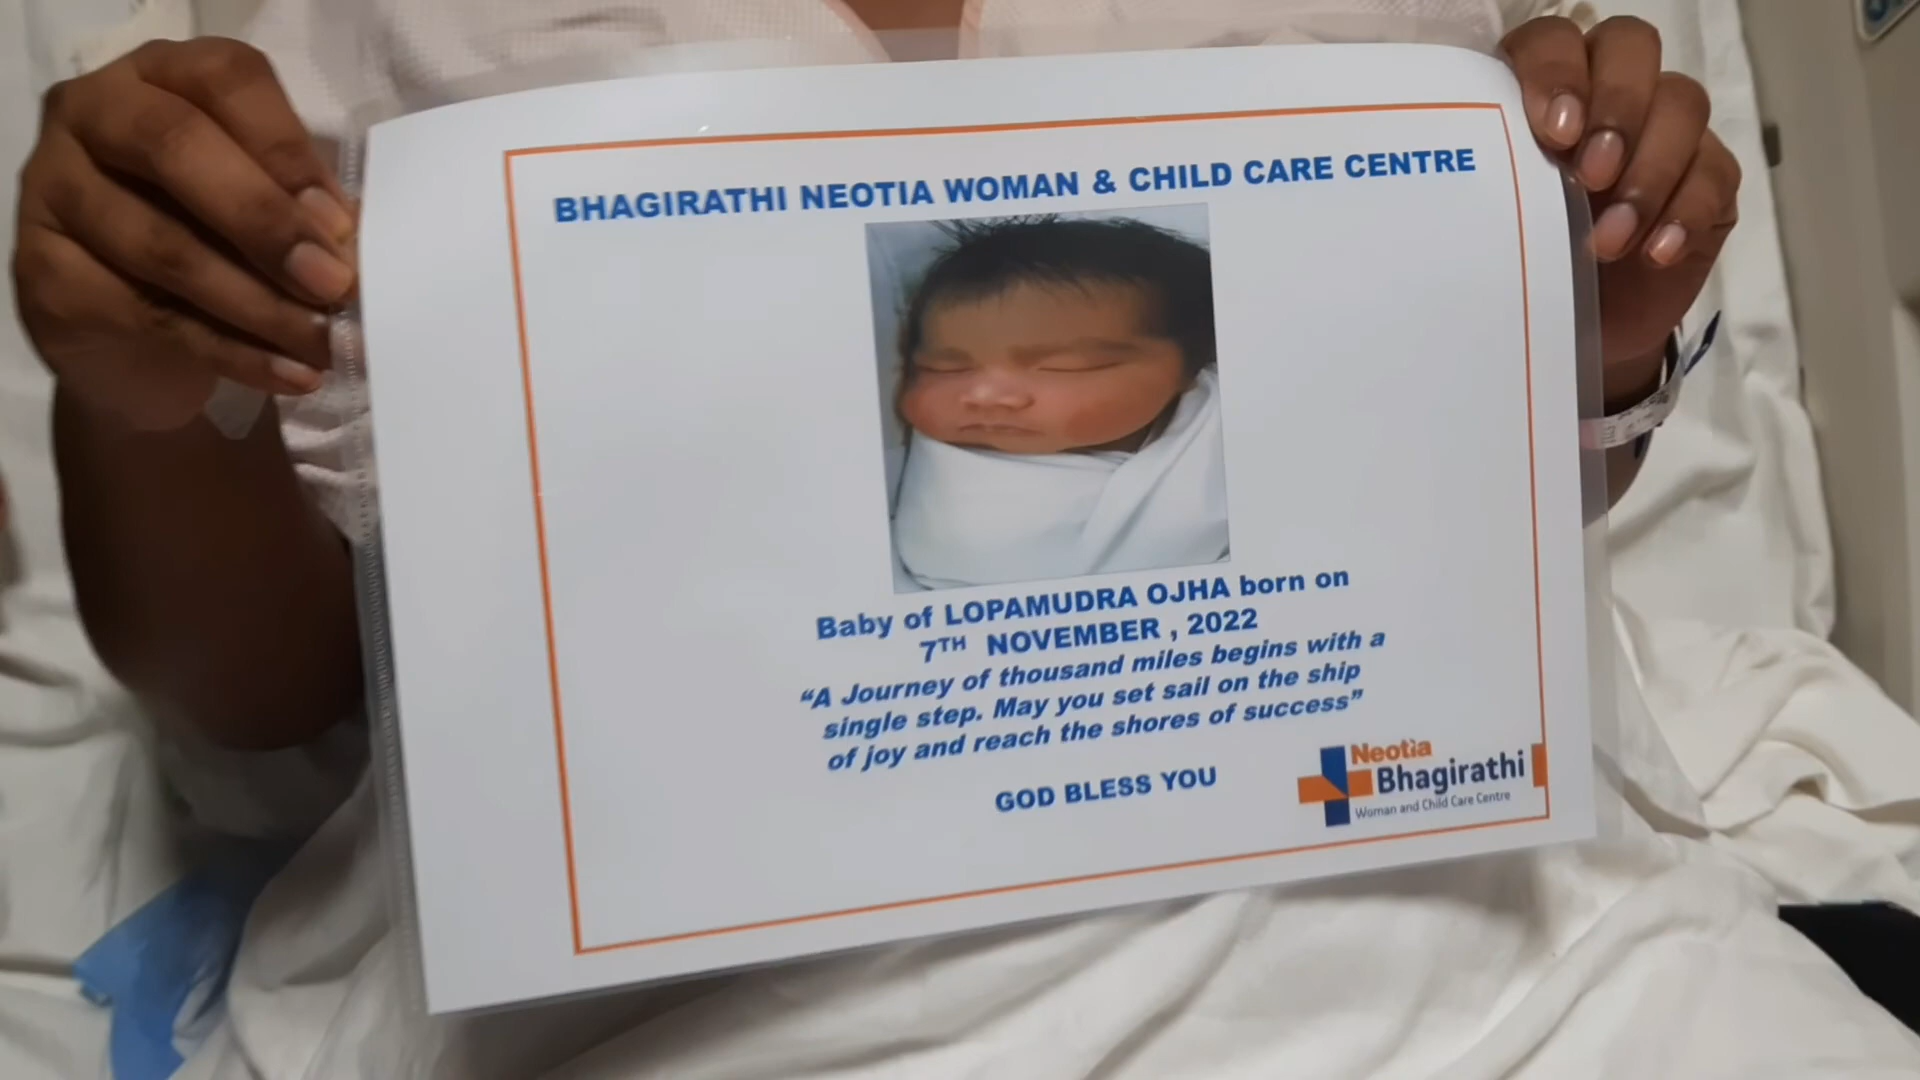 BHAGIRATHI NEOTIA WOMAN & CHILD CARE CENTRE
Baby of LOPAMUDRA OJHA born on
7TH NOVEMBER , 2022
“A Journey of thousand miles begins with a
single step. May you set sail on the ship
of joy and reach the shores of success”
GOD BLESS YOU
Neotia
Bhagirathi
Woman and Child Care Centre